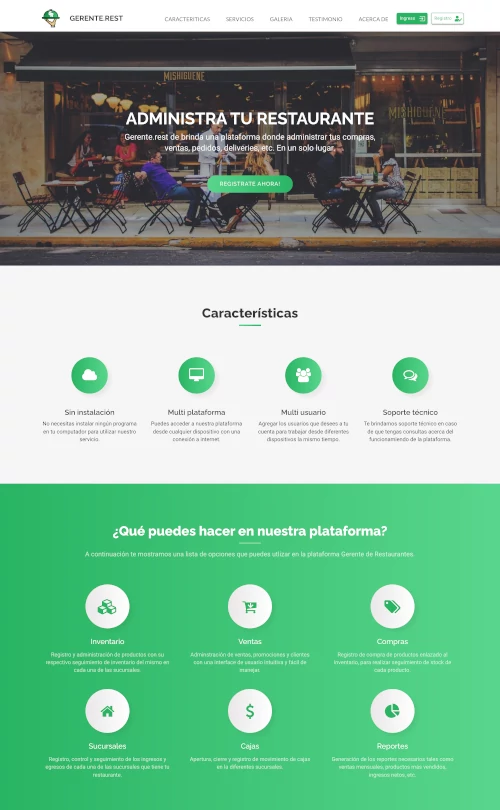 GERENTE.REST
CARACTERITICAS
SERVICIOS
GALERIA
TESTIMONIO
ACERCA DE
Ingreso
Registro
MISHIGUENE
MISHIGUENE
ADMINISTRA TU RESTAURANTE
Gerente.rest de brinda una plataforma donde administrar tus compras,
ventas, pedidos, deliveries, etc. En un solo lugar.
REGISTRATE AHORA!
Características
Sin instalación
No necesitas instalar ningún programa
en tu computador para utilizar nuestro
servicio.
Multi plataforma
Puedes acceder a nuestra plataforma
desde cualquier dispositivo con una
conexión a internet.
Multi usuario
Agregar los usuarios que desees a tu
cuenta para trabajar desde diferentes
dispositivos la mismo tiempo.
Soporte técnico
Te brindamos soporte técnico en caso
de que tengas consultas acerca del
funcionamiento de la plataforma.
¿Qué puedes hacer en nuestra plataforma?
A continuación te mostramos una lista de opciones que puedes utlizar en la plataforma Gerente de Restaurantes.
Inventario
Registro y administración de productos con su
respectivo seguimiento de inventario del mismo en
cada una de las sucursales.
Ventas
Adminstración de ventas, promociones y clientes
con una interface de usuario intuitiva y facil de
manejar.
Compras
Registro de compra de productos enlazado al
inventario, para realizar seguimiento de stock de
cada producto.
Sucursales
Registro, control y seguimiento de los ingresos y
egresos de cada una de las sucursales que tiene tu
restaurante.
Cajas
Apertura, cierre y registro de movimiento de cajas
en la diferentes sucursales.
Reportes
Generación de los reportes necesarios tales como
ventas mensuales, productos mas vendidos,
ingresos netos, etc.